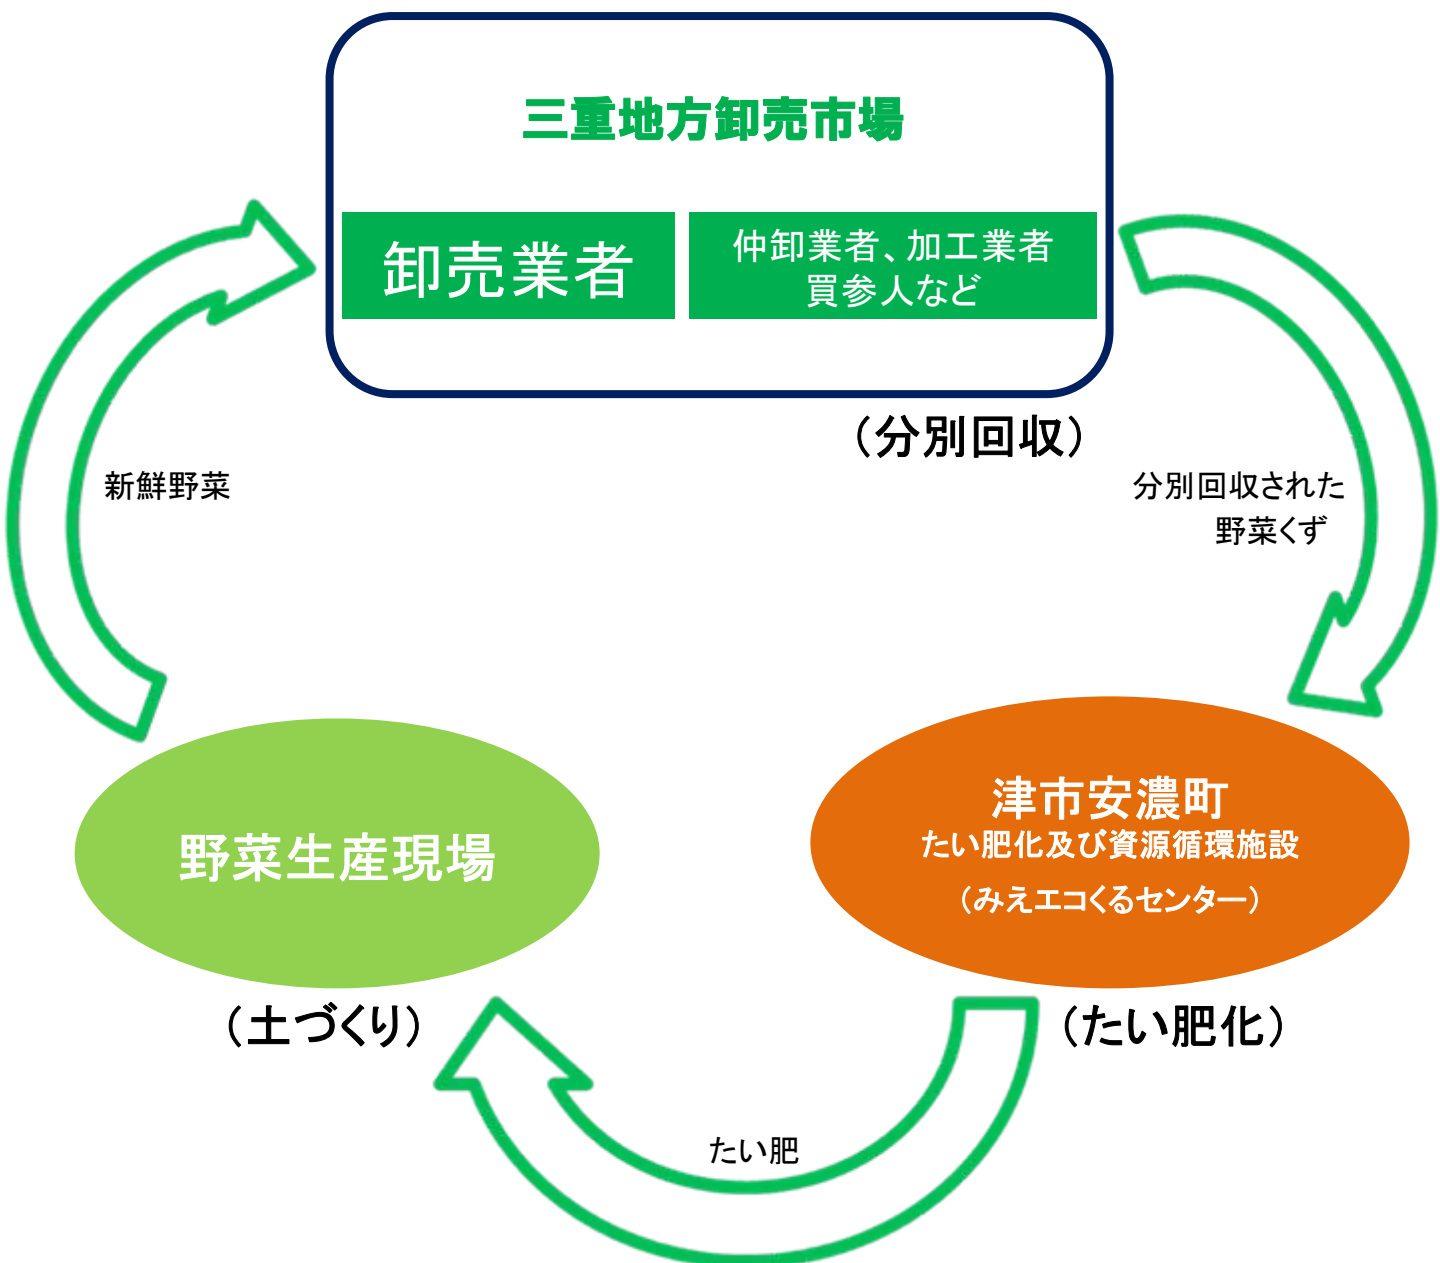 三重地方卸売市場
卸売業者
仲卸業者、加工業者
買参人など
（分別回収）
新鮮野菜
分別回収された
野菜くず
野菜生産現場
津市安濃町
たい肥化及び資源循環施設
（みえエコくるセンター）
（土づくり）
（たい肥化）
たい肥